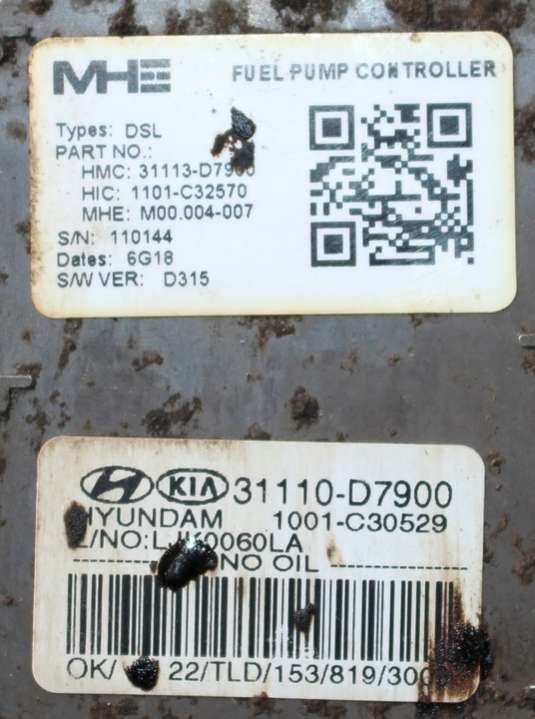 MHE FUEL PUMP CONTROLLER
Types: DSL
PART NO.:
HMC: 31113-D7900
HIC: 1101-C32570
MHE: M00.004-007
S/N: 110144
Dates: 6G18
S/W VER: D315
KIA 31110-D7900
HYUNDAM 1001-C30529
NO OIL
OK/ 22/TLD/153/819/300